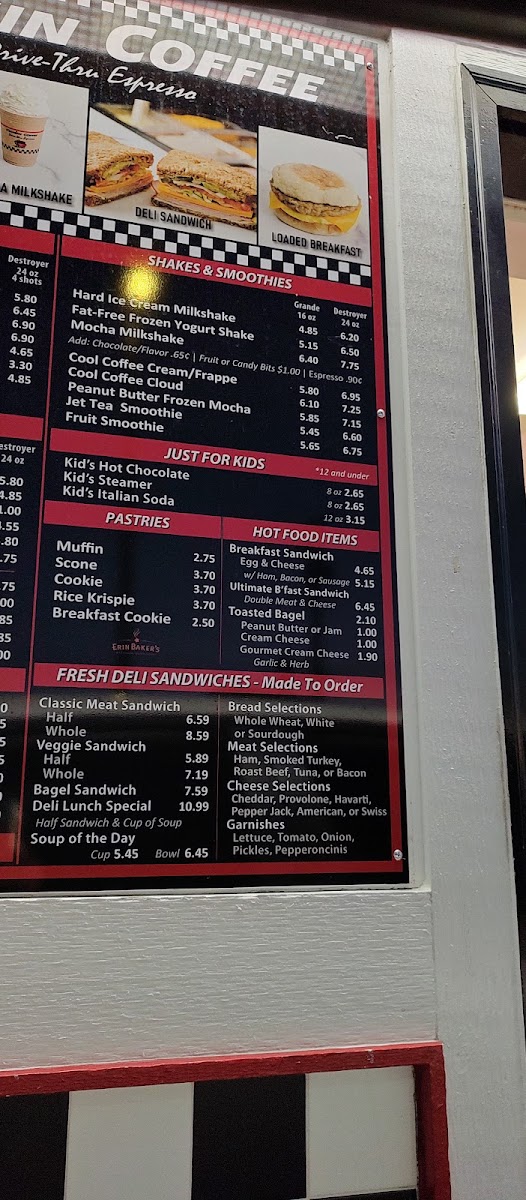 IN COFFEE
Drive-Thru Espresso
MILKSHAKE
DELI SANDWICH
LOADED BREAKFAST
Destroyer
24 oz
4 shots
5.80
6.45
6.90
6.90
4.65
3.30
4.85
24 oz
SHAKES & SMOOTHIES
Grande Destroyer
16 oz 24 oz
Hard Ice Cream Milkshake 4.85 6.20
Fat-Free Frozen Yogurt Shake 5.15 6.50
Mocha Milkshake 6.40 7.75
Add: Chocolate/Flavor .65¢ | Fruit or Candy Bits $1.00 | Espresso .90¢
Cool Coffee Cream/Frappe 5.80 6.95
Cool Coffee Cloud 6.10 7.25
Peanut Butter Frozen Mocha 5.85 7.15
Jet Tea Smoothie 5.45 6.60
Fruit Smoothie 5.65 6.75
JUST FOR KIDS *12 and under
Kid's Hot Chocolate 8 oz 2.65
Kid's Steamer 8 oz 2.65
Kid's Italian Soda 12 oz 3.15
PASTRIES
Muffin 2.75
Scone 3.70
Cookie 3.70
Rice Krispie 3.70
Breakfast Cookie 2.50
ERIN BAKER'S
HOT FOOD ITEMS
Breakfast Sandwich
Egg & Cheese 4.65
w/ Ham, Bacon, or Sausage 5.15
Ultimate B'fast Sandwich
Double Meat & Cheese 6.45
Toasted Bagel 2.10
Peanut Butter or Jam 1.00
Cream Cheese 1.00
Gourmet Cream Cheese 1.90
Garlic & Herb
FRESH DELI SANDWICHES - Made To Order
Classic Meat Sandwich
Half 6.59
Whole 8.59
Veggie Sandwich
Half 5.89
Whole 7.19
Bagel Sandwich 7.59
Deli Lunch Special 10.99
Half Sandwich & Cup of Soup
Soup of the Day
Cup 5.45 Bowl 6.45
Bread Selections
Whole Wheat, White
or Sourdough
Meat Selections
Ham, Smoked Turkey,
Roast Beef, Tuna, or Bacon
Cheese Selections
Cheddar, Provolone, Havarti,
Pepper Jack, American, or Swiss
Garnishes
Lettuce, Tomato, Onion,
Pickles, Pepperoncinis